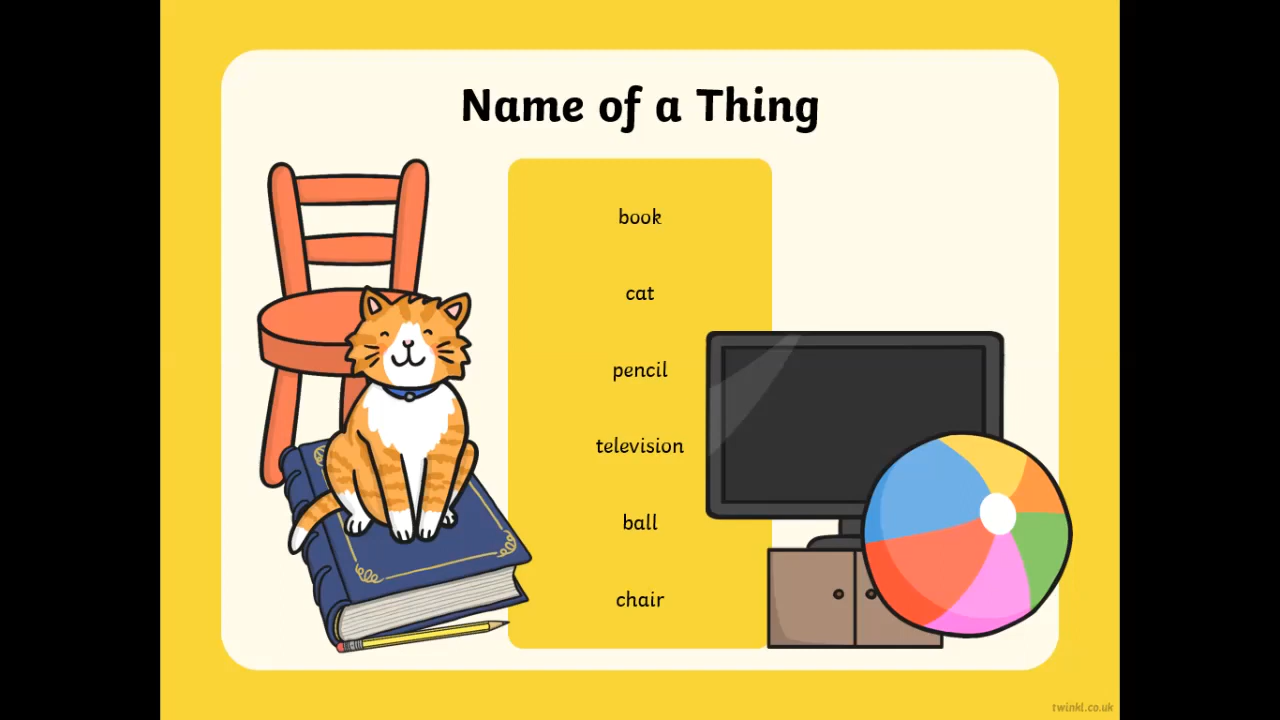 Name of a Thing
book
cat
pencil
television
ball
chair
twinkl.co.uk